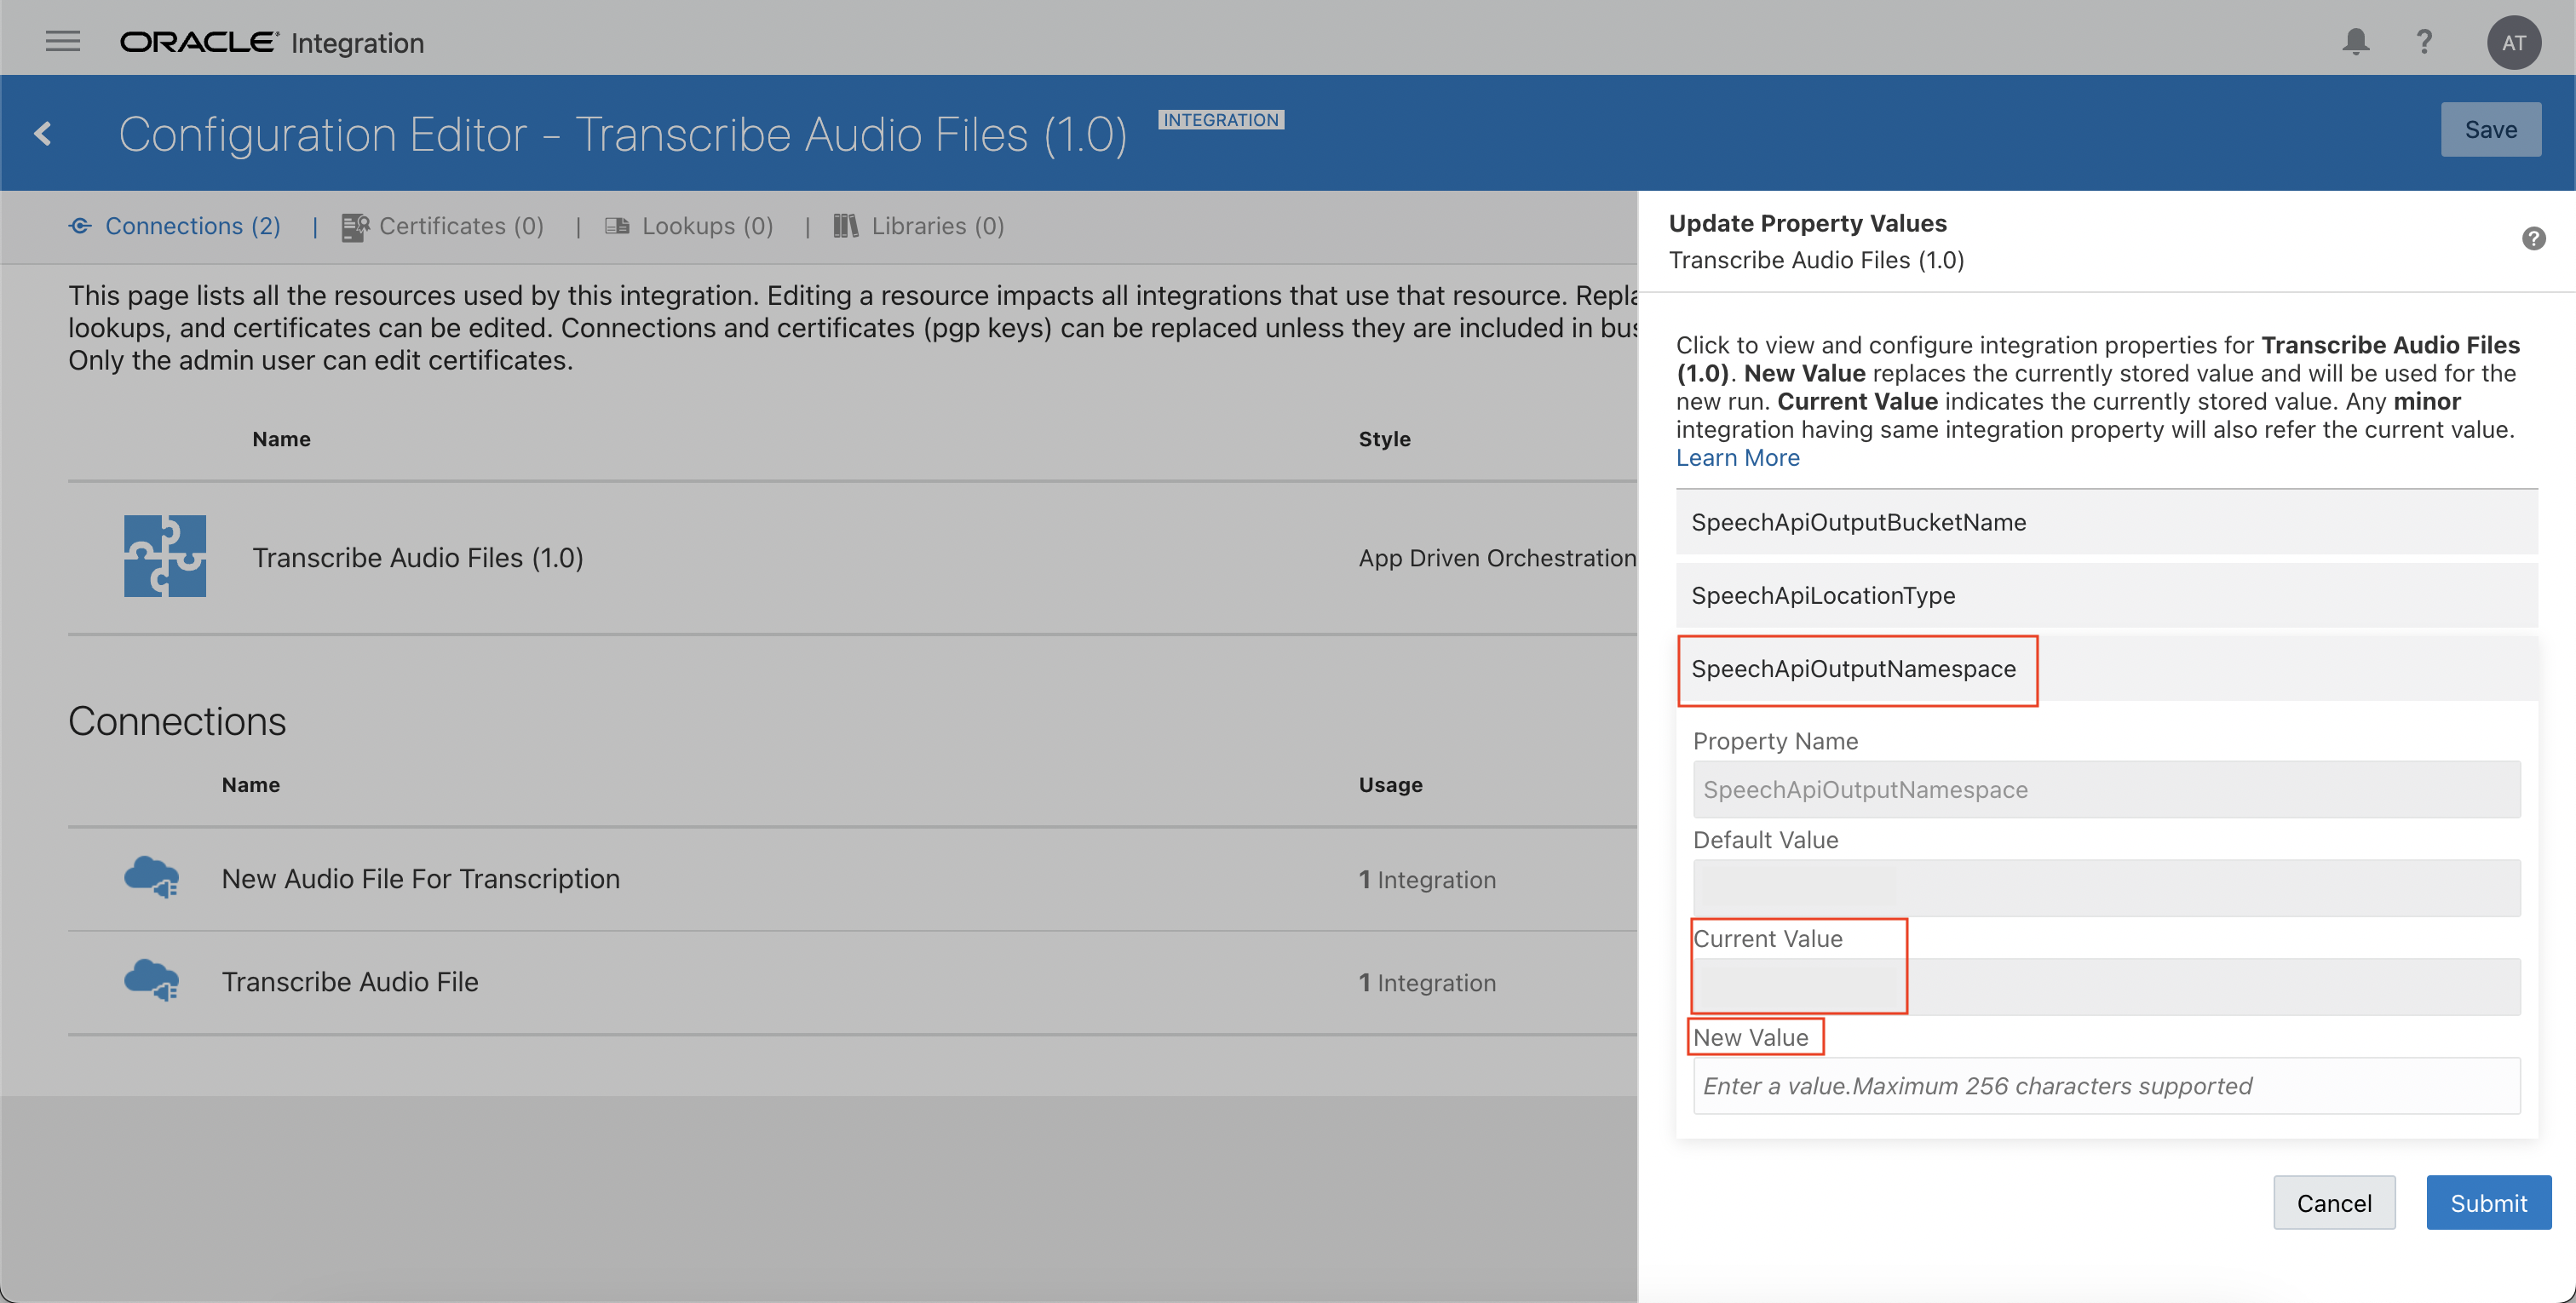 ORACLE Integration
?
AT
Configuration Editor – Transcribe Audio Files (1.0)
INTEGRATION
Save
Connections (2) | Certificates (0) | Lookups (0) | Libraries (0)
This page lists all the resources used by this integration. Editing a resource impacts all integrations that use that resource. Repla
lookups, and certificates can be edited. Connections and certificates (pgp keys) can be replaced unless they are included in bus
Only the admin user can edit certificates.
Name Style
Transcribe Audio Files (1.0) App Driven Orchestration
Connections
Name Usage
New Audio File For Transcription 1 Integration
Transcribe Audio File 1 Integration
Update Property Values
Transcribe Audio Files (1.0)
?
Click to view and configure integration properties for Transcribe Audio Files
(1.0). New Value replaces the currently stored value and will be used for the
new run. Current Value indicates the currently stored value. Any minor
integration having same integration property will also refer the current value.
Learn More
SpeechApiOutputBucketName
SpeechApiLocationType
SpeechApiOutputNamespace
Property Name
SpeechApiOutputNamespace
Default Value
Current Value
New Value
Enter a value.Maximum 256 characters supported
Cancel Submit